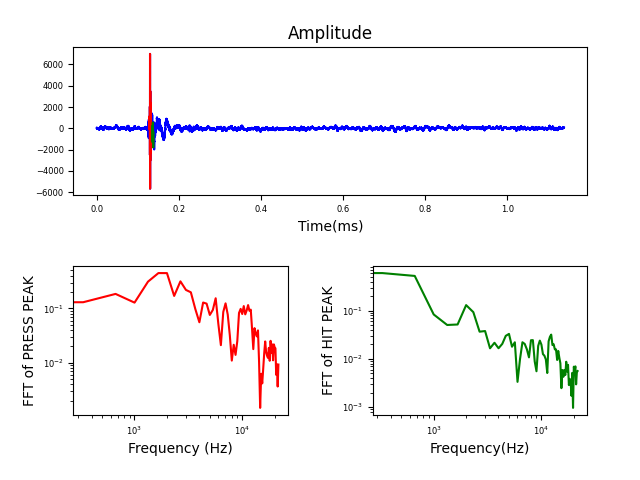 Amplitude
6000
4000
2000
0
−2000
−4000
−6000
0.0 0.2 0.4 0.6 0.8 1.0
Time(ms)
FFT of PRESS PEAK
10⁻¹
10⁻²
10³ 10⁴
Frequency (Hz)
FFT of HIT PEAK
10⁻¹
10⁻²
10⁻³
10³ 10⁴
Frequency(Hz)